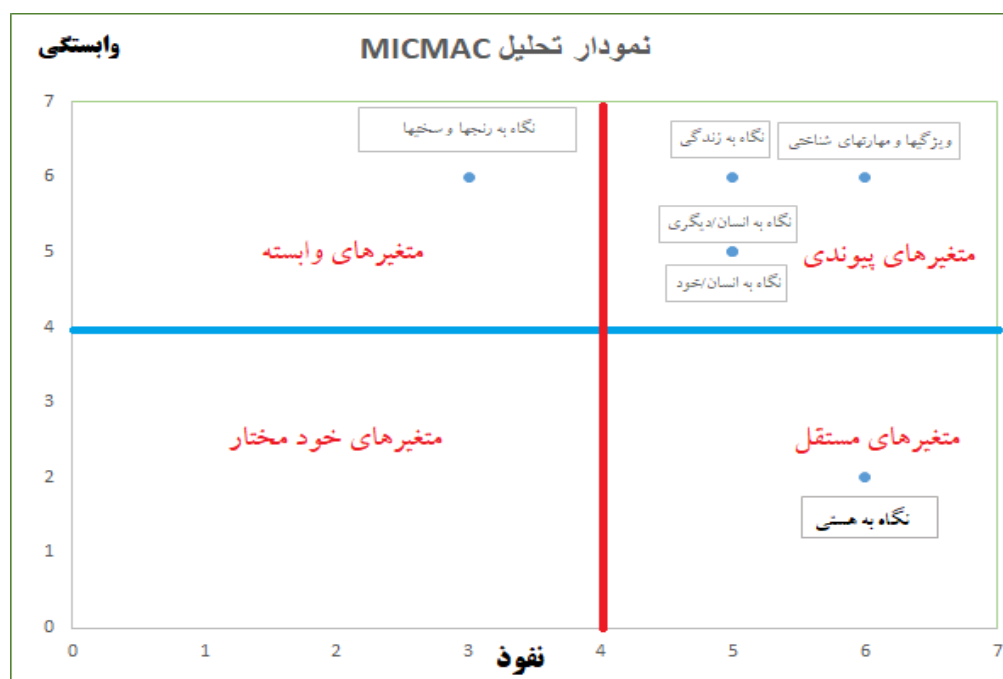 نمودار تحلیل MICMAC
وابستگی
7
نگاه به رنجها و سختیها
نگاه به زندگی
ویژگیها و مهارتهای شناختی
6
نگاه به انسان/دیگری
متغیرهای وابسته
متغیرهای پیوندی
5
نگاه به انسان/خود
4
3
متغیرهای خود مختار
متغیرهای مستقل
2
نگاه به هستی
1
0
0 1 2 3 4 5 6 7
نفوذ